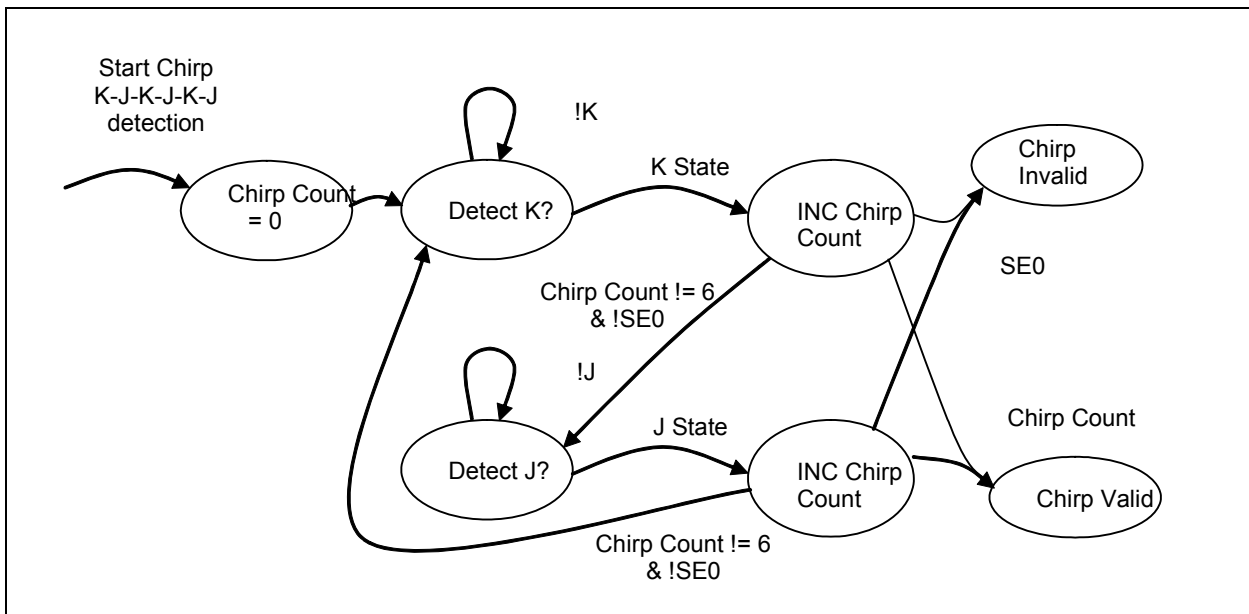 Start Chirp
K-J-K-J-K-J
detection
!K
K State
Chirp
Invalid
Chirp Count
= 0
Detect K?
INC Chirp
Count
SE0
Chirp Count != 6
& !SE0
!J
J State
Chirp Count
Detect J?
INC Chirp
Count
Chirp Valid
Chirp Count != 6
& !SE0